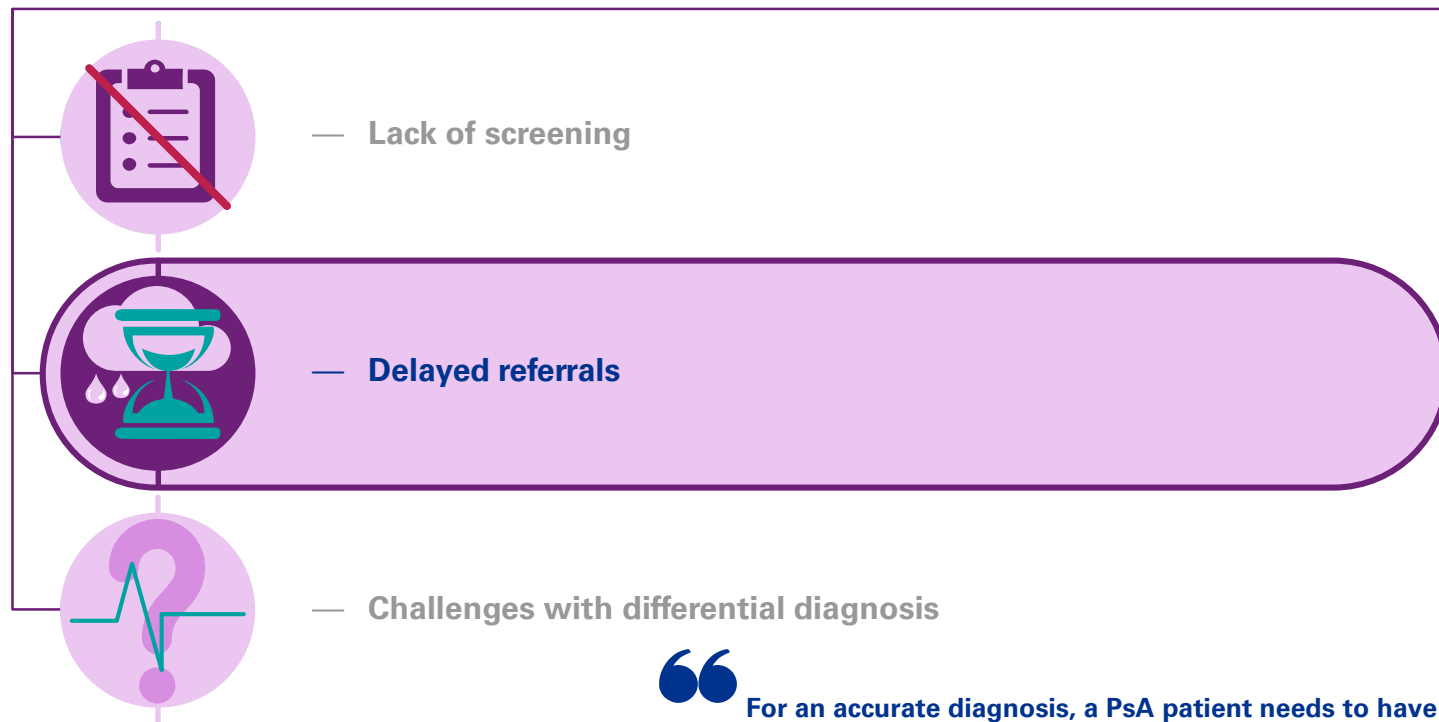 — Lack of screening
— Delayed referrals
— Challenges with differential diagnosis
“
For an accurate diagnosis, a PsA patient needs to have